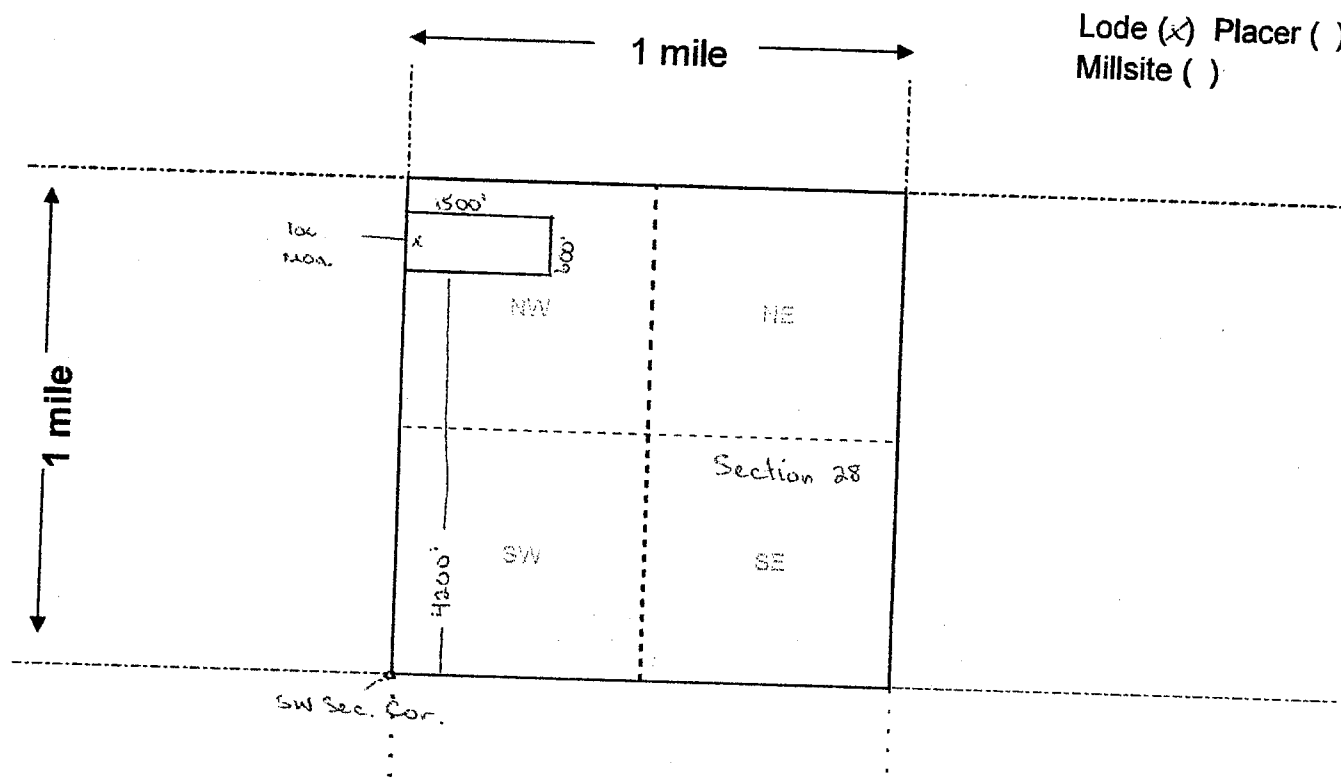 Lode (x) Placer ( )
Millsite ( )
1 mile
1500'
600'
loc.
mon.
x
NW
NE
1 mile
Section 28
4200'
SW
SE
SW Sec. Cor.